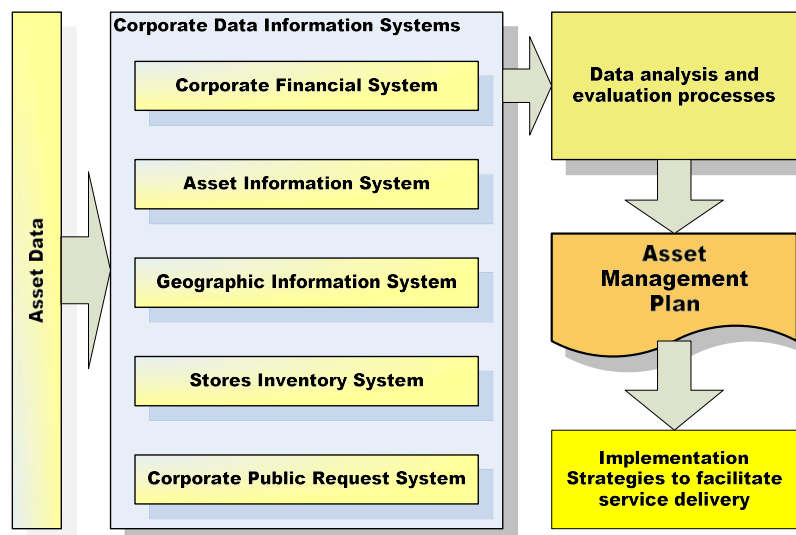 Asset Data
Corporate Data Information Systems
Corporate Financial System
Asset Information System
Geographic Information System
Stores Inventory System
Corporate Public Request System
Data analysis and
evaluation processes
Asset
Management
Plan
Implementation
Strategies to facilitate
service delivery